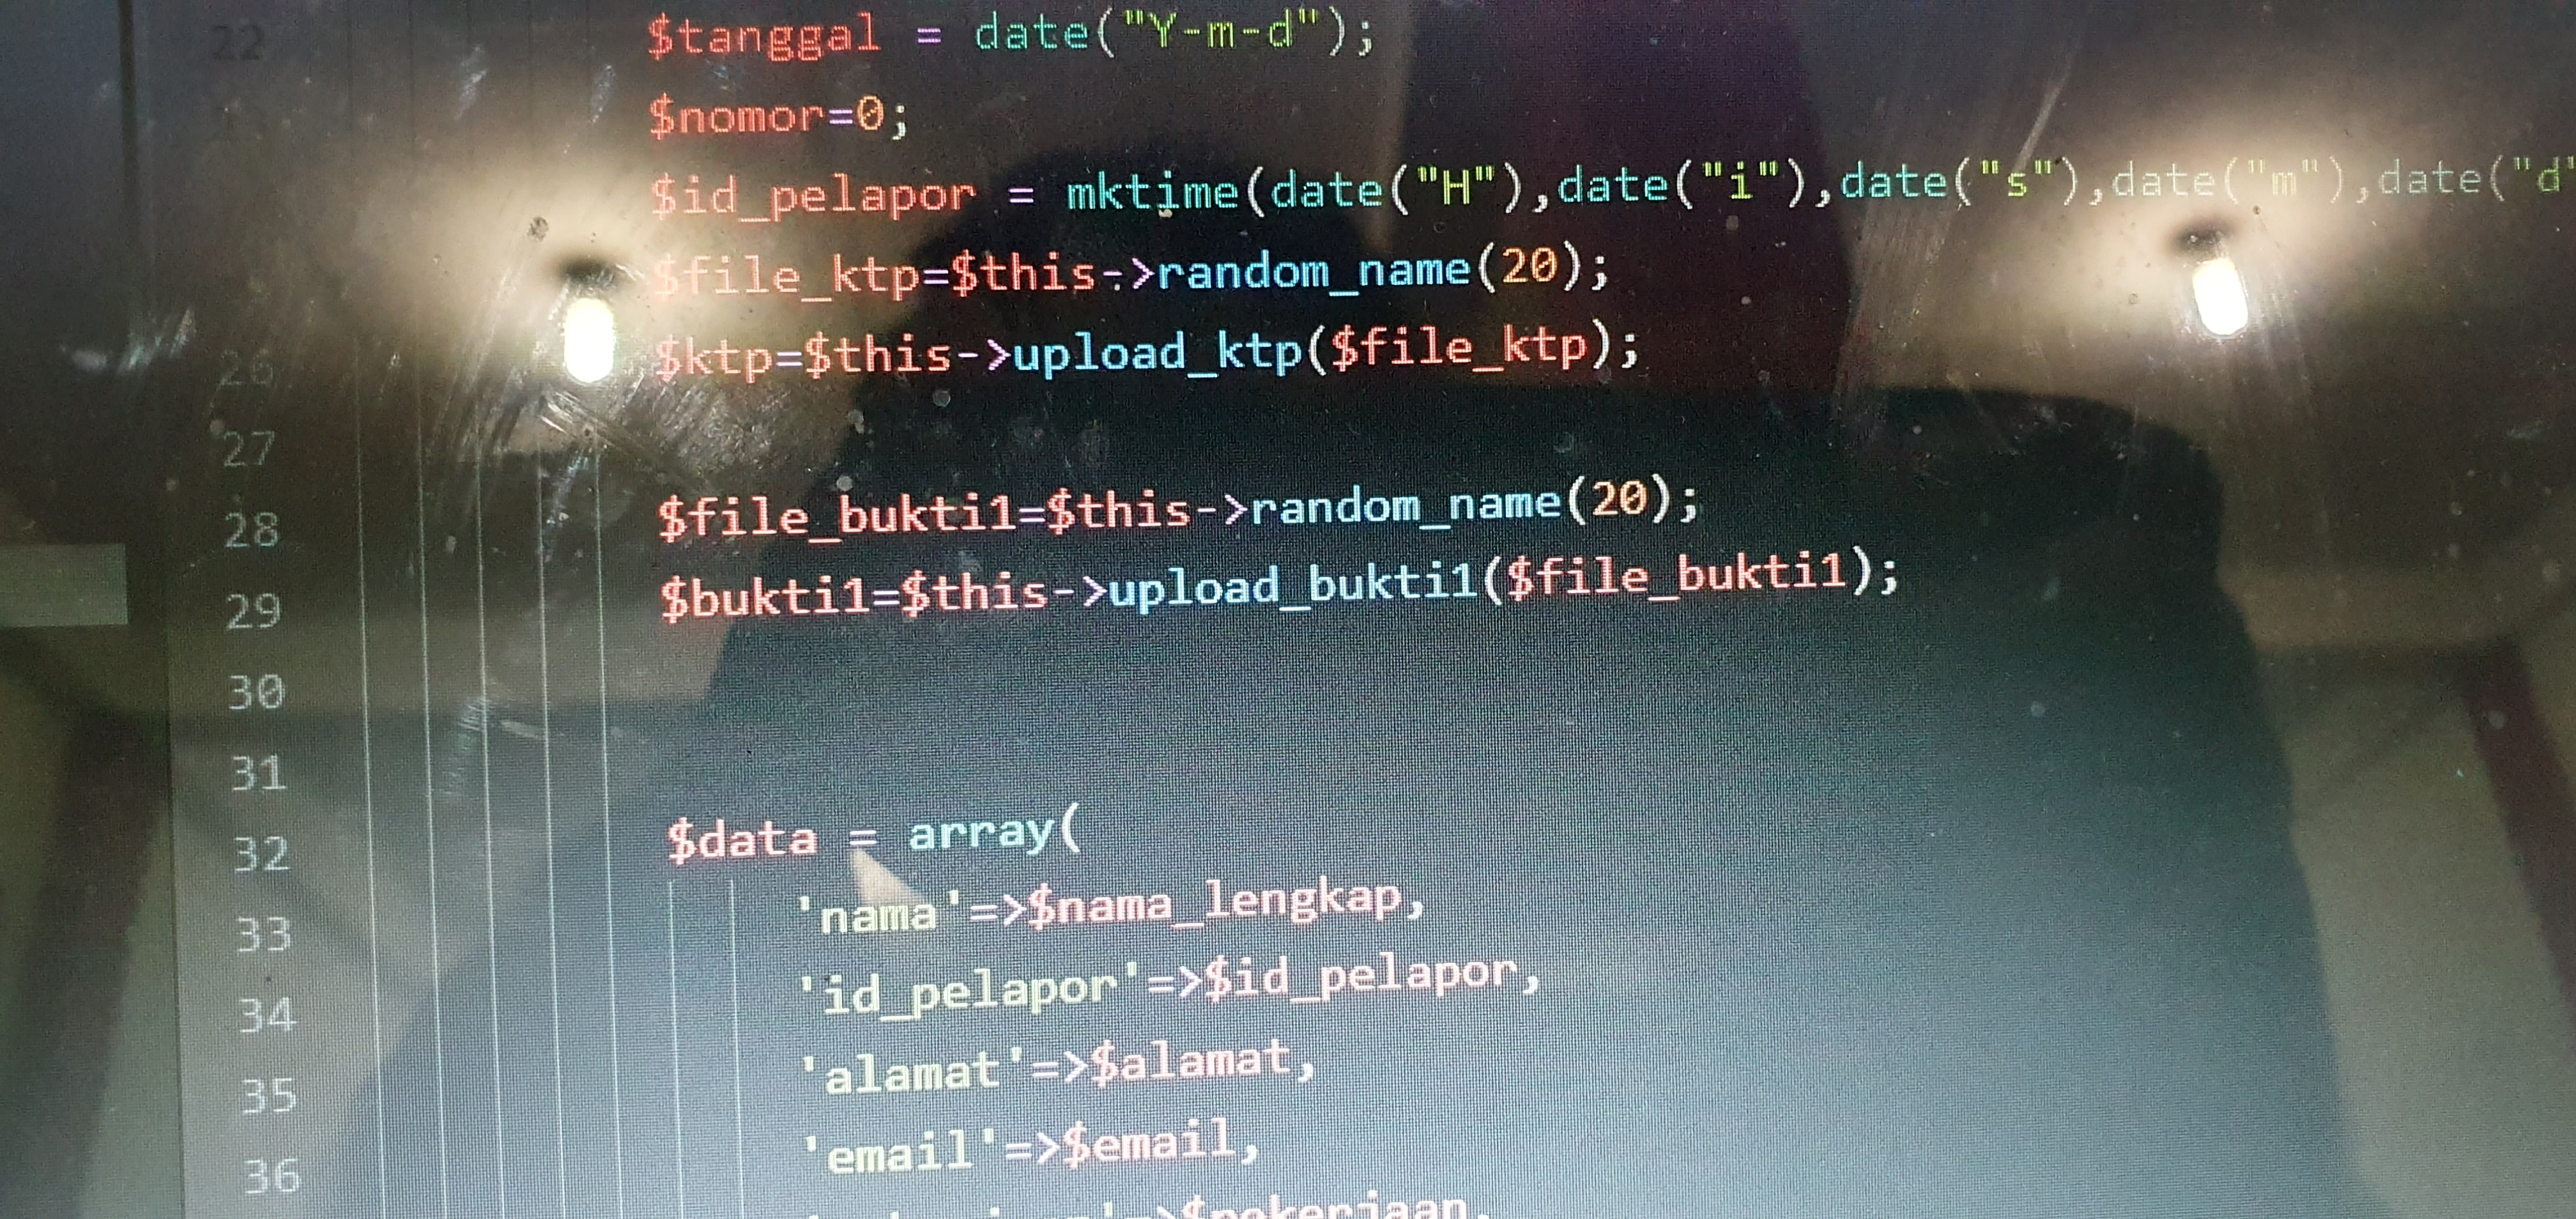 22 $tanggal = date("Y-m-d");
$nomor=0;
$id_pelapor = mktime(date("H"),date("i"),date("s"),date("m"),date("d"
$file_ktp=$this->random_name(20);
26 $ktp=$this->upload_ktp($file_ktp);
27
28 $file_bukti1=$this->random_name(20);
29 $bukti1=$this->upload_bukti1($file_bukti1);
30
31
32 $data = array(
33 'nama'=>$nama_lengkap,
34 'id_pelapor'=>$id_pelapor,
35 'alamat'=>$alamat,
36 'email'=>$email,
$pekerjaan,